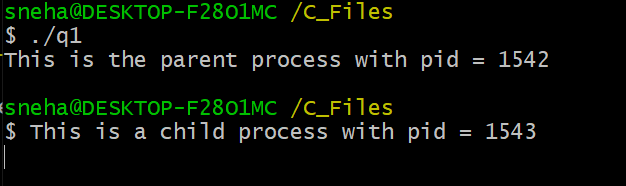 sneha@DESKTOP-F28O1MC /C_Files
$ ./q1
This is the parent process with pid = 1542
sneha@DESKTOP-F28O1MC /C_Files
$ This is a child process with pid = 1543